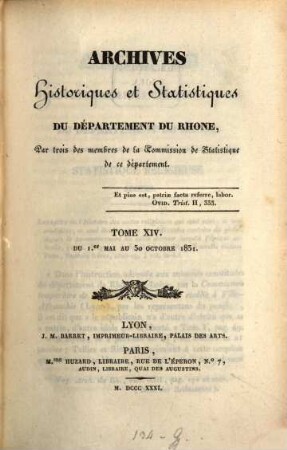 ARCHIVES
Historiques et Statistiques
DU DÉPARTEMENT DU RHONE,
Par trois des membres de la Commission de Statistique
de ce département.
Et pius est, patriæ facta referre, labor.
OVID. Trist. II, 322.
TOME XIV.
DU 1.er MAI AU 30 OCTOBRE 1831.
LYON,
J. M. BARRET, IMPRIMEUR-LIBRAIRE, PALAIS DES ARTS.
PARIS,
M.me HUZARD, LIBRAIRE, RUE DE L'ÉPERON, N.º 7,
AUDIN, LIBRAIRE, QUAI DES AUGUSTINS.
M. DCCC XXXI.